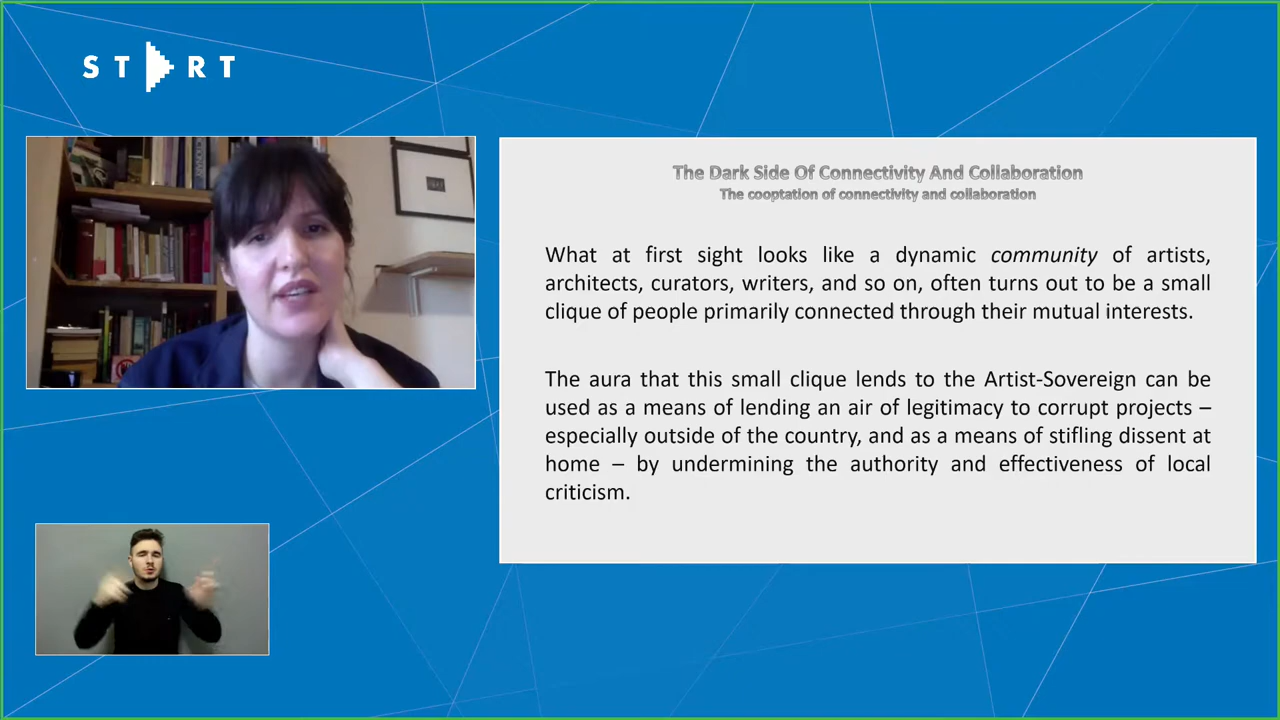 START
The Dark Side Of Connectivity And Collaboration
The cooptation of connectivity and collaboration
What at first sight looks like a dynamic community of artists,
architects, curators, writers, and so on, often turns out to be a small
clique of people primarily connected through their mutual interests.
The aura that this small clique lends to the Artist-Sovereign can be
used as a means of lending an air of legitimacy to corrupt projects –
especially outside of the country, and as a means of stifling dissent at
home – by undermining the authority and effectiveness of local
criticism.